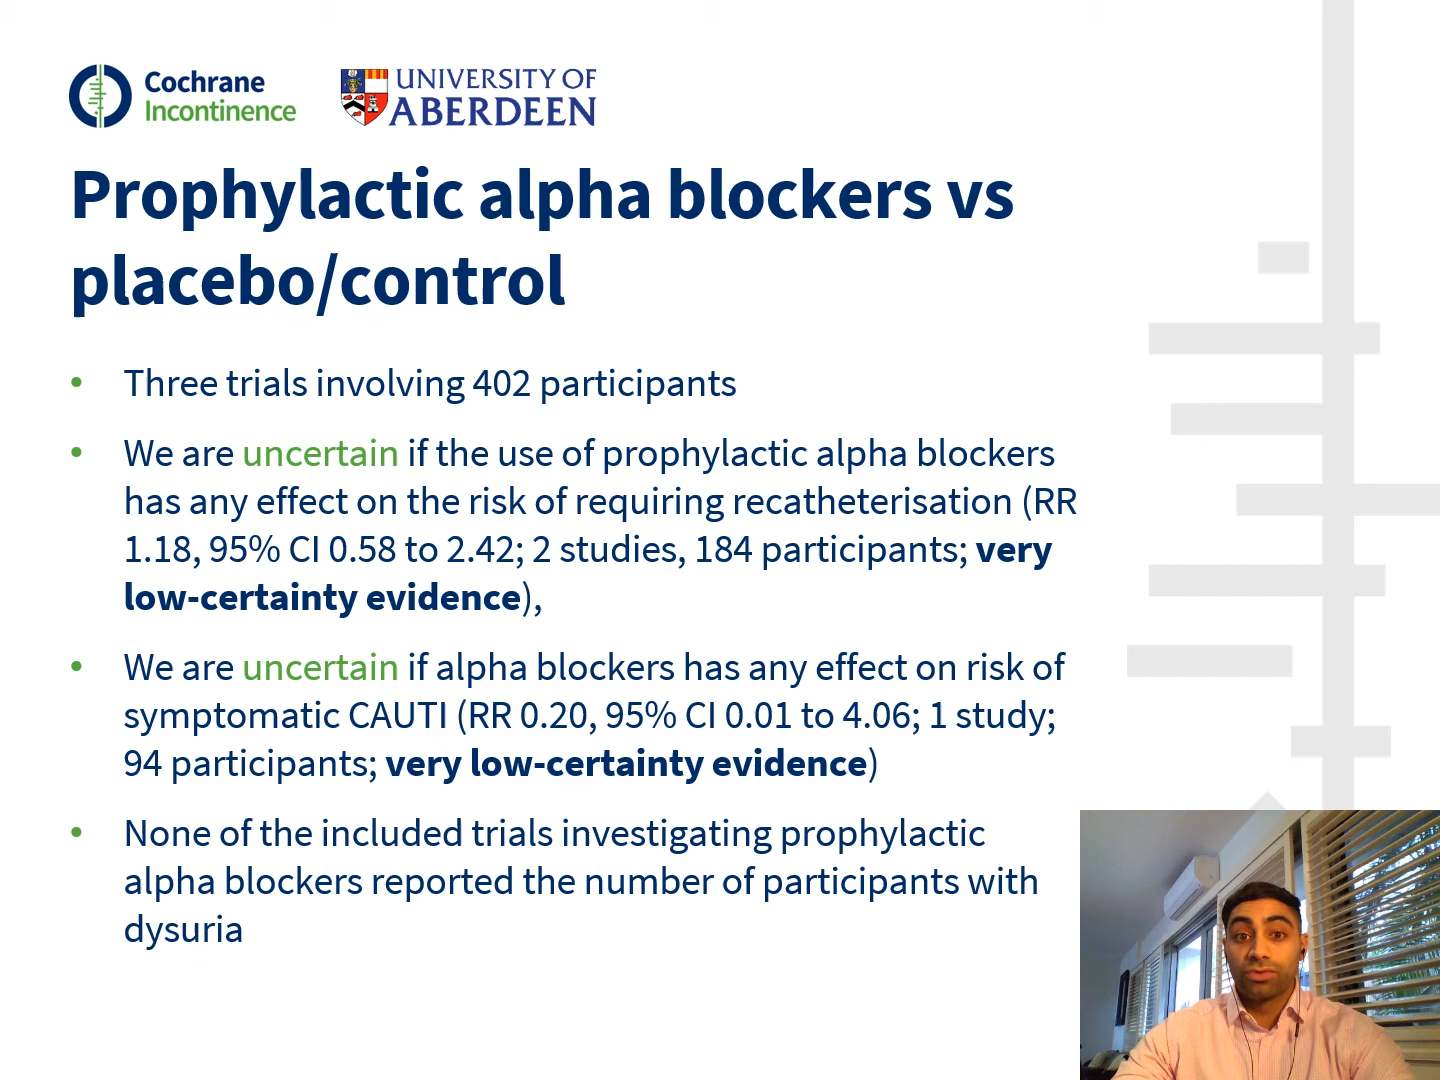 Cochrane
Incontinence
UNIVERSITY OF
ABERDEEN
Prophylactic alpha blockers vs
placebo/control
• Three trials involving 402 participants
• We are uncertain if the use of prophylactic alpha blockers
has any effect on the risk of requiring recatheterisation (RR
1.18, 95% CI 0.58 to 2.42; 2 studies, 184 participants; very
low-certainty evidence),
• We are uncertain if alpha blockers has any effect on risk of
symptomatic CAUTI (RR 0.20, 95% CI 0.01 to 4.06; 1 study;
94 participants; very low-certainty evidence)
• None of the included trials investigating prophylactic
alpha blockers reported the number of participants with
dysuria